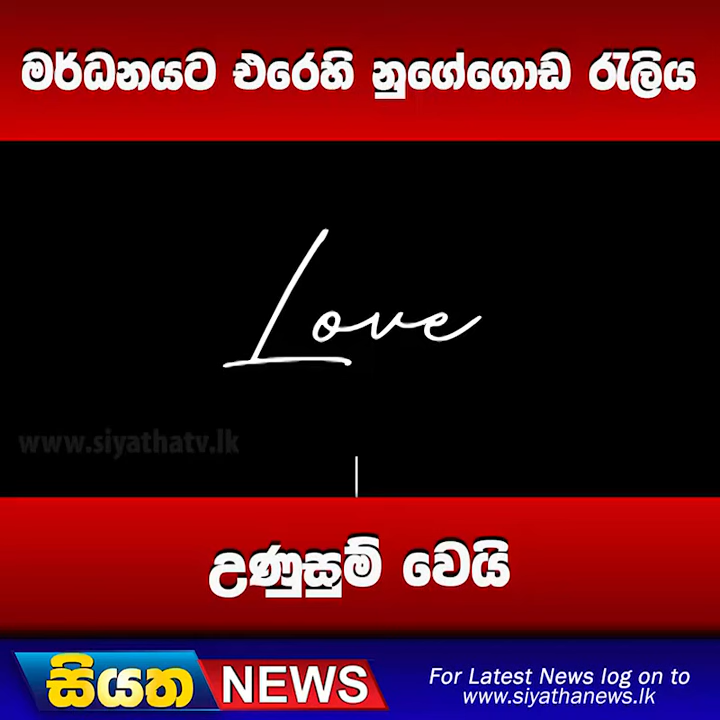 මර්ධනයට එරෙහි නුගේගොඩ රැලිය
Love
www.siyathatv.lk
උණුසුම් වෙයි
සියත NEWS
For Latest News log on to
www.siyathanews.lk